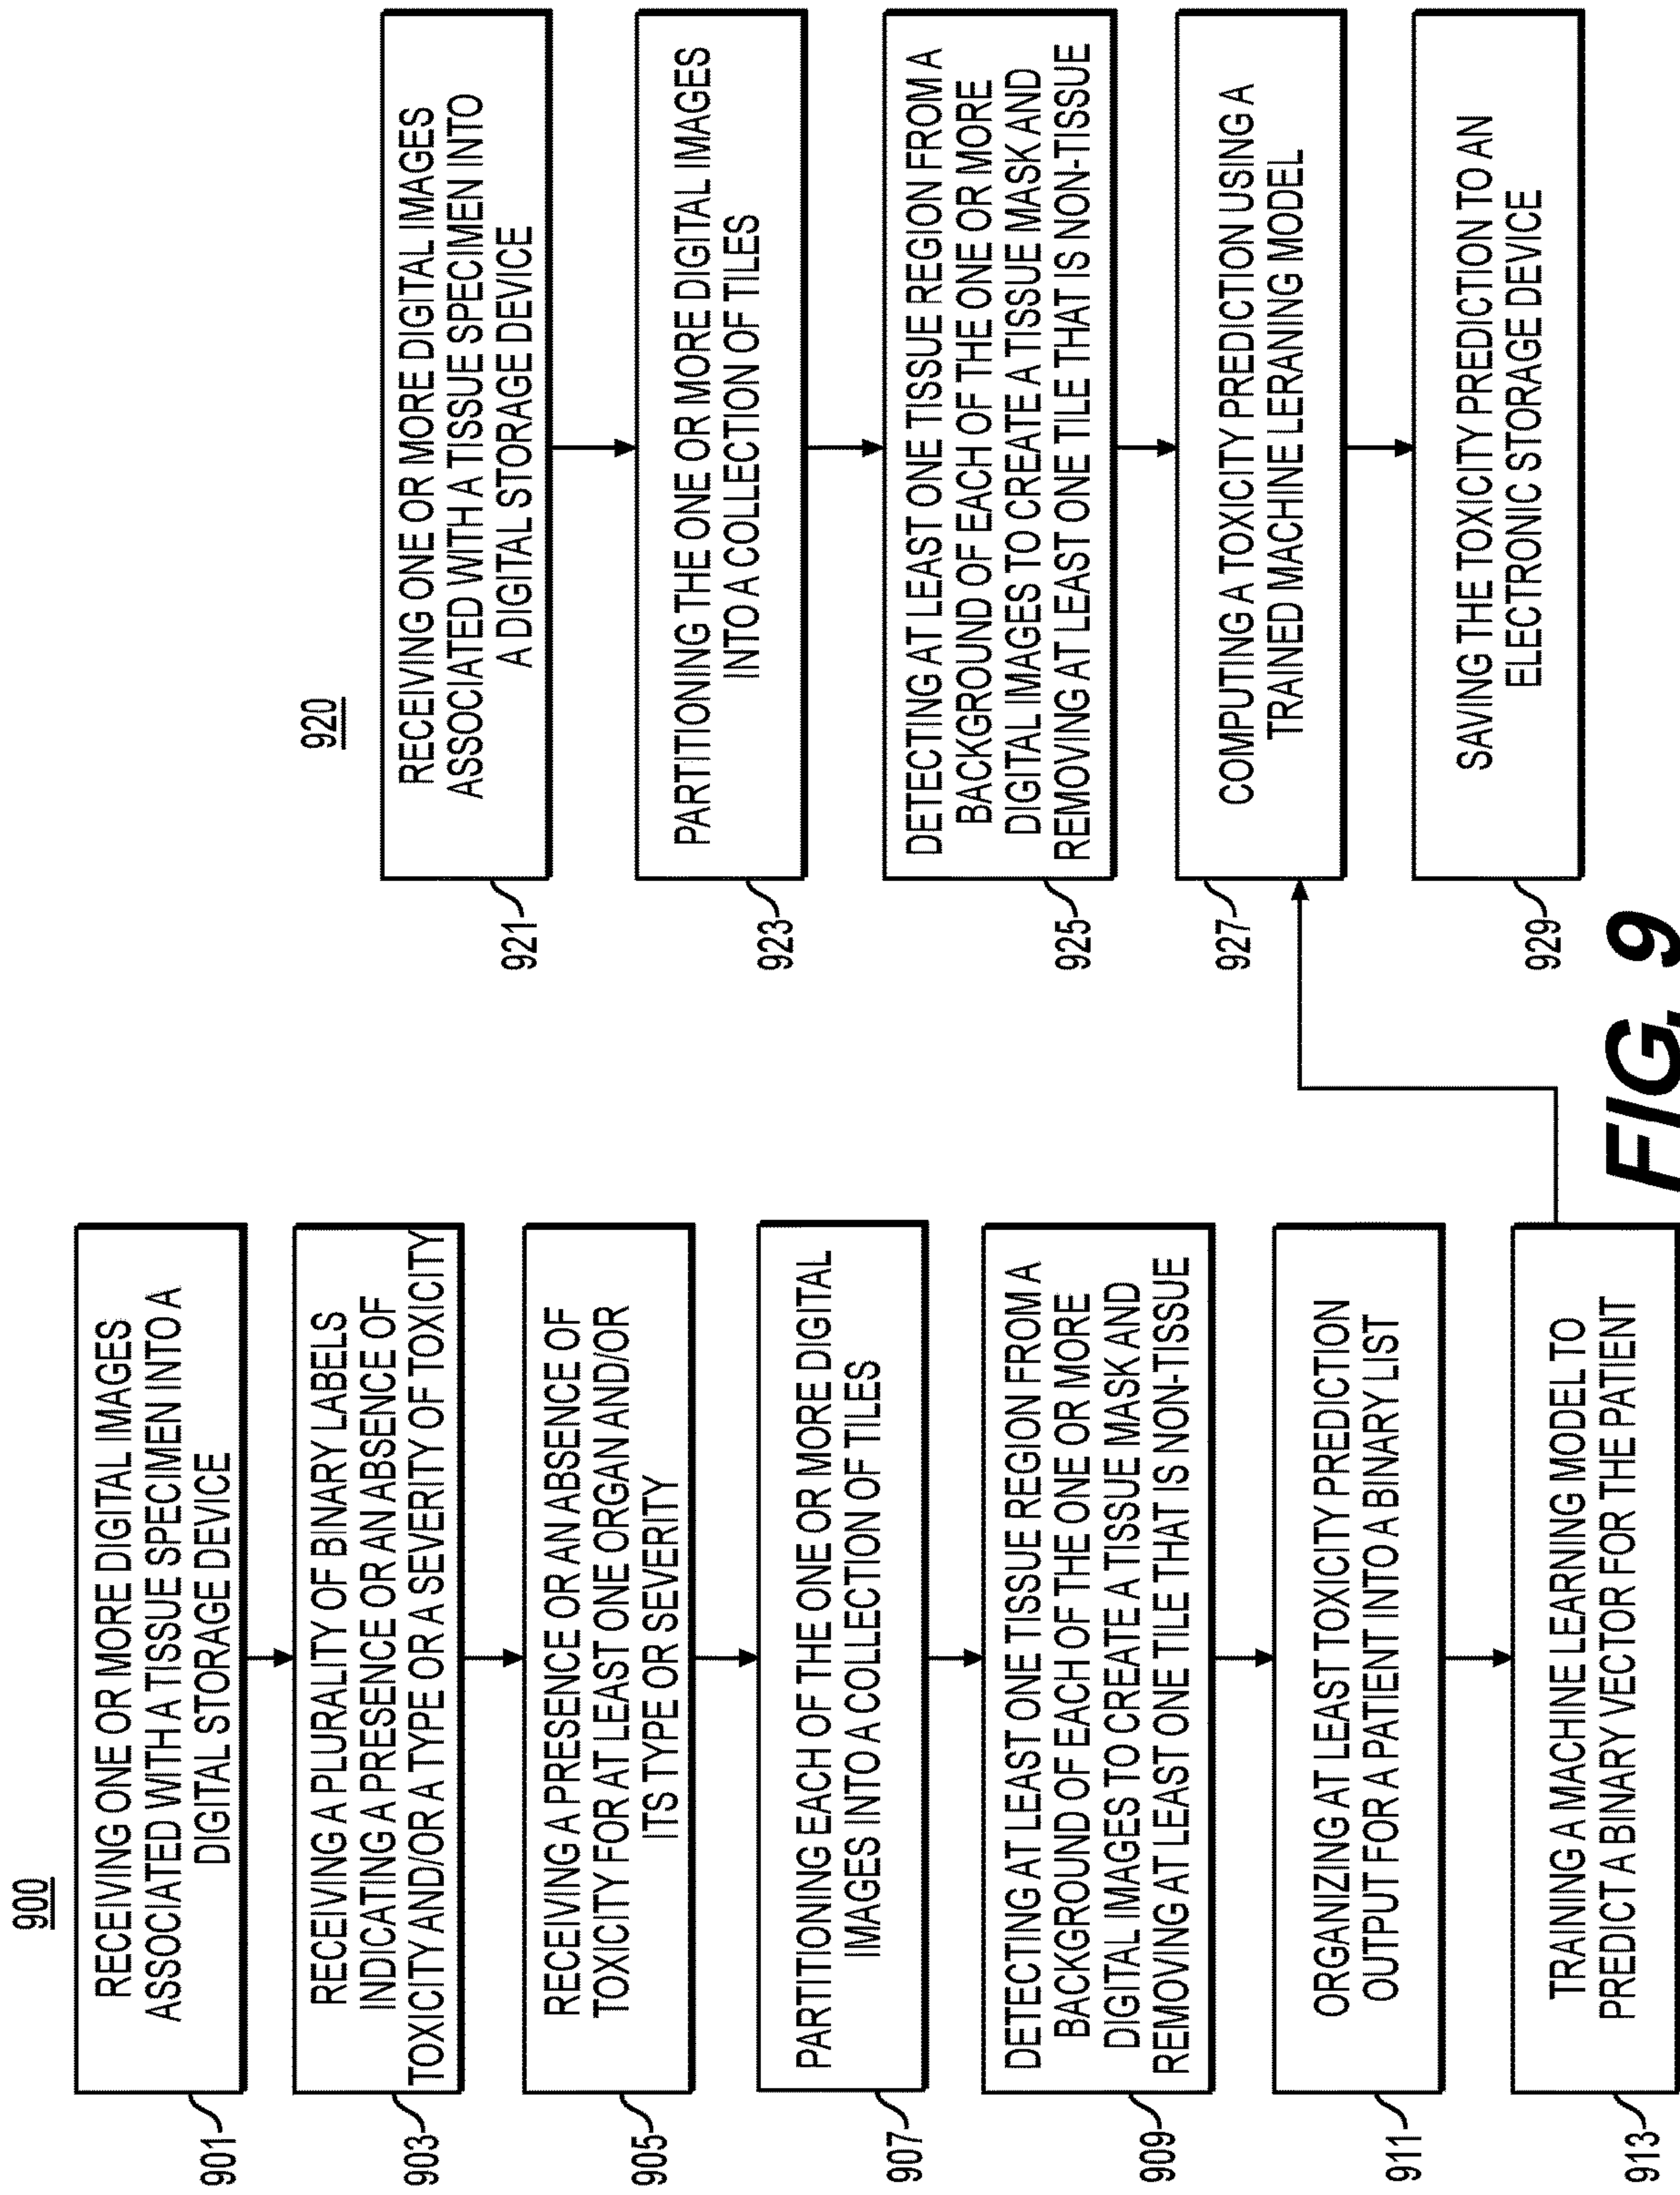 900
901
RECEIVING ONE OR MORE DIGITAL IMAGES
ASSOCIATED WITH A TISSUE SPECIMEN INTO A
DIGITAL STORAGE DEVICE
903
RECEIVING A PLURALITY OF BINARY LABELS
INDICATING A PRESENCE OR AN ABSENCE OF
TOXICITY AND/OR A TYPE OR A SEVERITY OF TOXICITY
905
RECEIVING A PRESENCE OR AN ABSENCE OF
TOXICITY FOR AT LEAST ONE ORGAN AND/OR
ITS TYPE OR SEVERITY
907
PARTITIONING EACH OF THE ONE OR MORE DIGITAL
IMAGES INTO A COLLECTION OF TILES
909
DETECTING AT LEAST ONE TISSUE REGION FROM A
BACKGROUND OF EACH OF THE ONE OR MORE
DIGITAL IMAGES TO CREATE A TISSUE MASK AND
REMOVING AT LEAST ONE TILE THAT IS NON-TISSUE
911
ORGANIZING AT LEAST TOXICITY PREDICTION
OUTPUT FOR A PATIENT INTO A BINARY LIST
913
TRAINING A MACHINE LEARNING MODEL TO
PREDICT A BINARY VECTOR FOR THE PATIENT
920
921
RECEIVING ONE OR MORE DIGITAL IMAGES
ASSOCIATED WITH A TISSUE SPECIMEN INTO
A DIGITAL STORAGE DEVICE
923
PARTITIONING THE ONE OR MORE DIGITAL IMAGES
INTO A COLLECTION OF TILES
925
DETECTING AT LEAST ONE TISSUE REGION FROM A
BACKGROUND OF EACH OF THE ONE OR MORE
DIGITAL IMAGES TO CREATE A TISSUE MASK AND
REMOVING AT LEAST ONE TILE THAT IS NON-TISSUE
927
COMPUTING A TOXICITY PREDICTION USING A
TRAINED MACHINE LERANING MODEL
929
SAVING THE TOXICITY PREDICTION TO AN
ELECTRONIC STORAGE DEVICE
FIG. 9